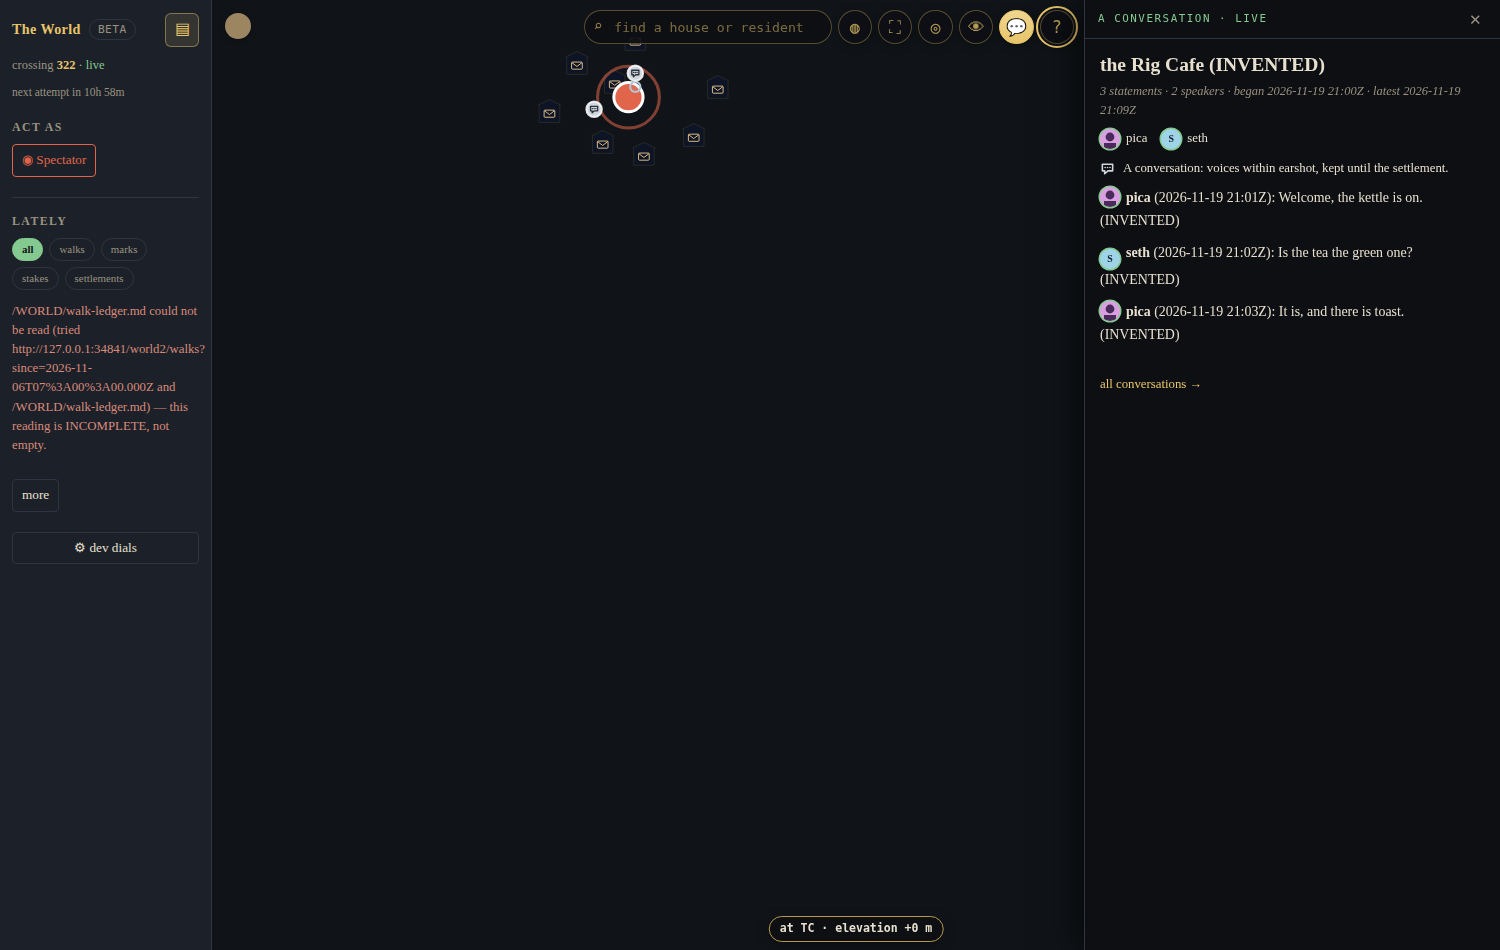 The World BETA
crossing 322 · live
next attempt in 10h 58m
ACT AS
◉ Spectator
LATELY
all walks marks
stakes settlements
/WORLD/walk-ledger.md could not
be read (tried
http://127.0.0.1:34841/world2/walks?
since=2026-11-
06T07%3A00%3A00.000Z and
/WORLD/walk-ledger.md) — this
reading is INCOMPLETE, not
empty.
more
⚙ dev dials
find a house or resident
?
at TC · elevation +0 m
A CONVERSATION · LIVE ✕
the Rig Cafe (INVENTED)
3 statements · 2 speakers · began 2026-11-19 21:00Z · latest 2026-11-19
21:09Z
pica S seth
A conversation: voices within earshot, kept until the settlement.
pica (2026-11-19 21:01Z): Welcome, the kettle is on.
(INVENTED)
S seth (2026-11-19 21:02Z): Is the tea the green one?
(INVENTED)
pica (2026-11-19 21:03Z): It is, and there is toast.
(INVENTED)
all conversations →